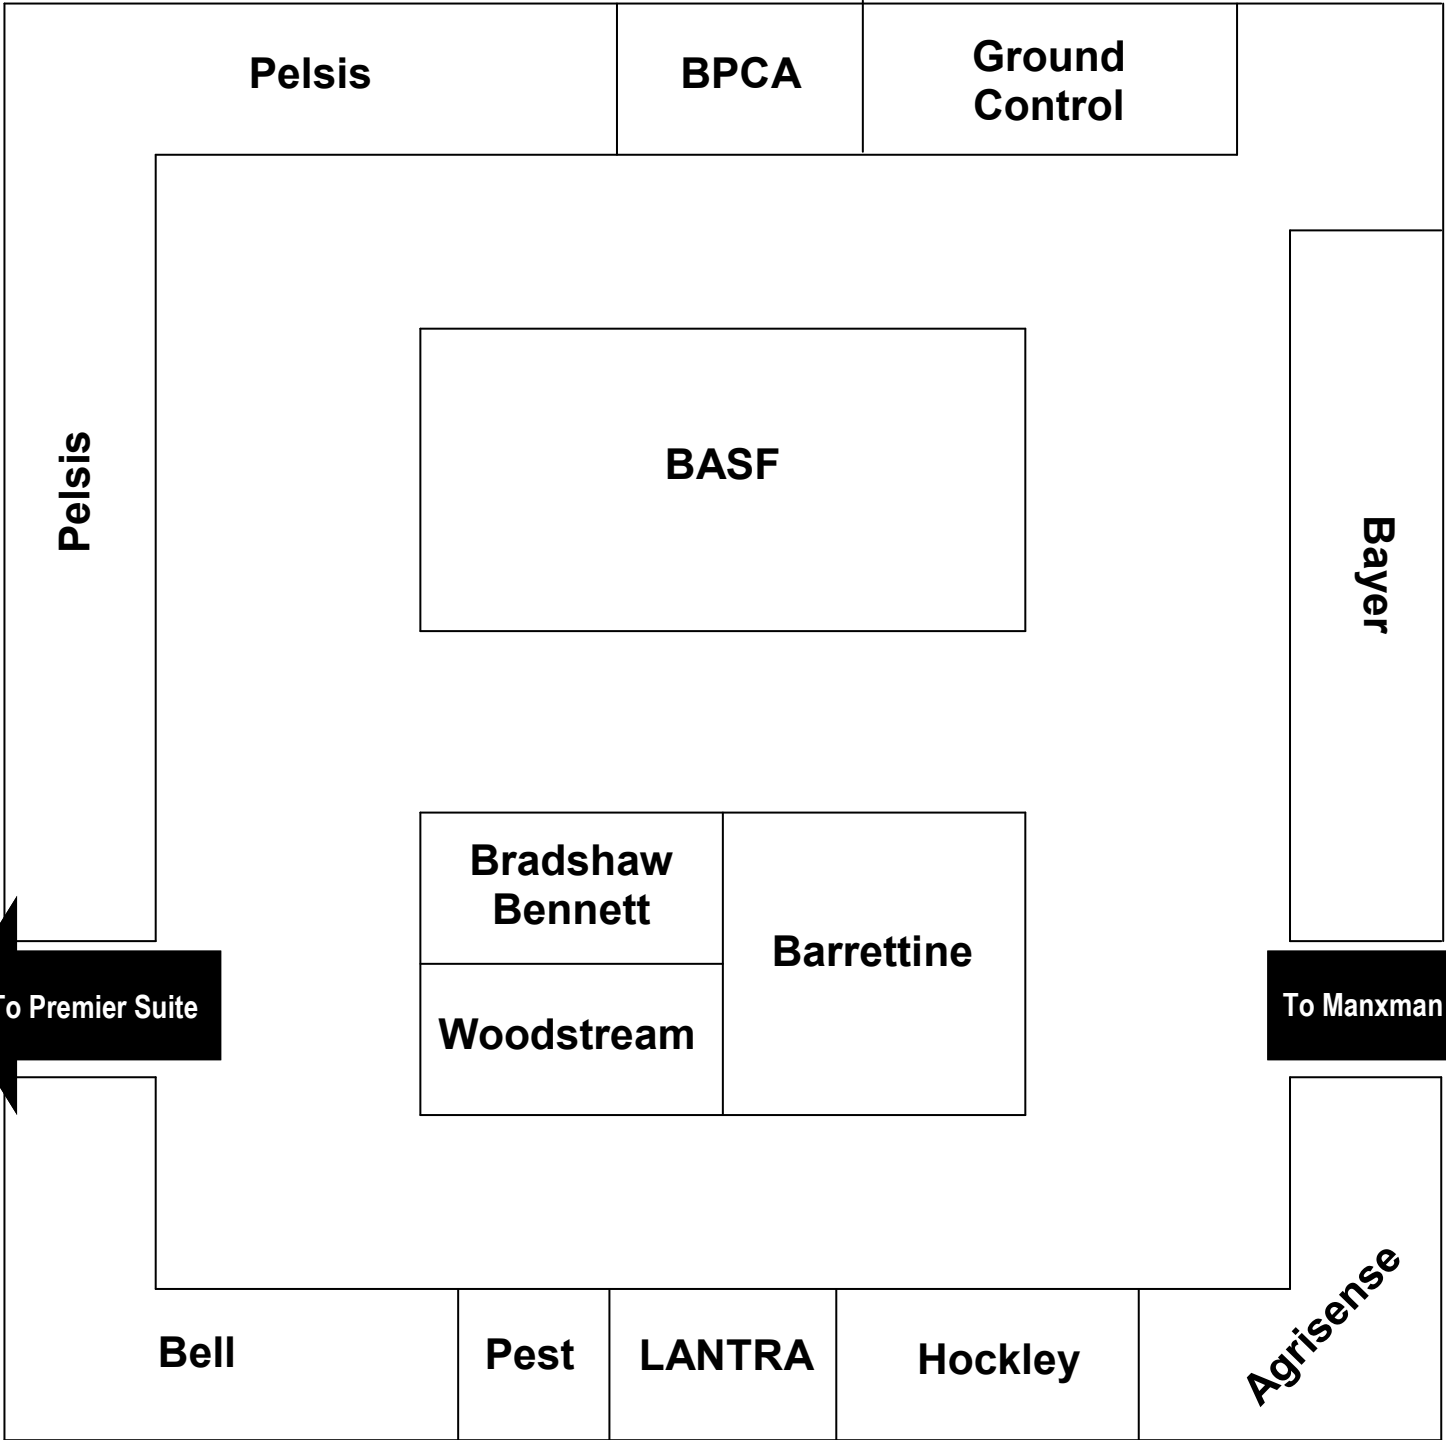 Pelsis
BPCA
Ground
Control
Pelsis
BASF
Bayer
Bradshaw
Bennett
Barrettine
Woodstream
To Premier Suite
To Manxman
Bell
Pest
LANTRA
Hockley
Agrisense